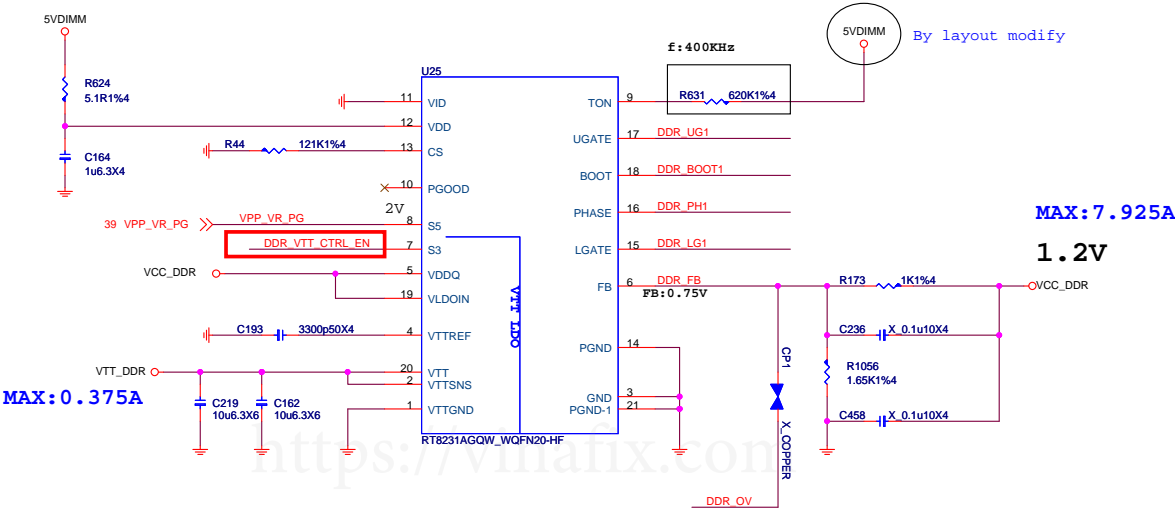 5VDIMM
5VDIMM
By layout modify
f:400KHz
U25
R624
5.1R1%4
11
VID
TON
9
R631
620K1%4
12
VDD
UGATE
17
DDR_UG1
R44
121K1%4
13
CS
C164
1u6.3X4
BOOT
18
DDR_BOOT1
10
PGOOD
2V
PHASE
16
DDR_PH1
MAX:7.925A
39 VPP_VR_PG
VPP_VR_PG
8
S5
DDR_VTT_CTRL_EN
7
S3
LGATE
15
DDR_LG1
1.2V
VCC_DDR
5
VDDQ
FB
6
DDR_FB
FB:0.75V
R173
1K1%4
VCC_DDR
19
VLDOIN
VTT LDO
C193
3300p50X4
4
VTTREF
C236
X_0.1u10X4
PGND
14
CP1
VTT_DDR
20
VTT
R1056
1.65K1%4
2
VTTSNS
MAX:0.375A
C219
10u6.3X6
C162
10u6.3X6
GND
3
1
VTTGND
PGND-1
21
C458
X_0.1u10X4
X_COPPER
RT8231AGQW_WQFN20-HF
https://vinafix.com
DDR_OV